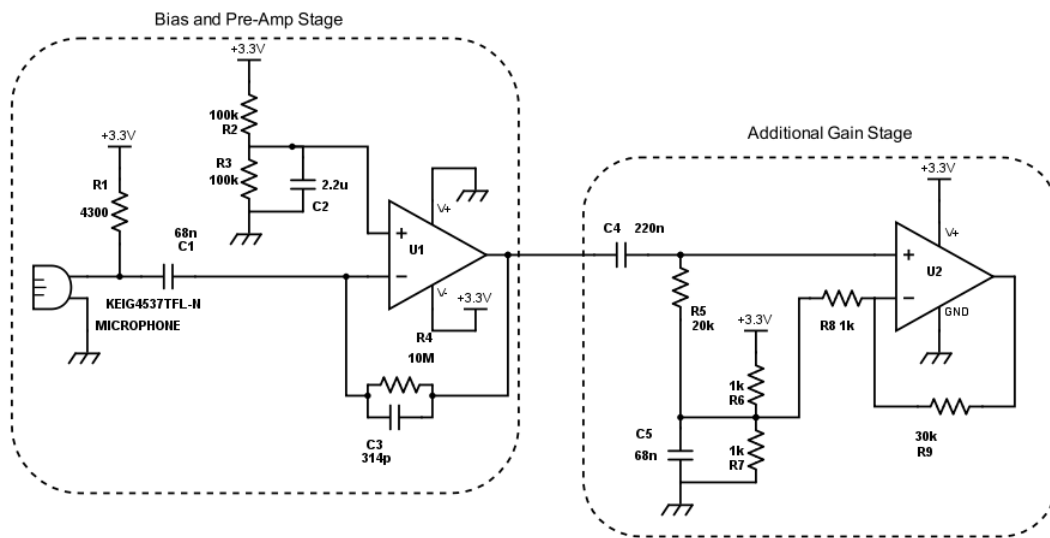 Bias and Pre-Amp Stage
+3.3V
100k
R2
+3.3V
R1
4300
R3
100k
2.2u
C2
68n
C1
V+
+
U1
−
V-
+3.3V
KEIG4537TFL-N
MICROPHONE
R4
10M
C3
314p
Additional Gain Stage
+3.3V
V+
C4 220n
+
U2
−
GND
R5
20k
+3.3V
R8 1k
1k
R6
C5
68n
1k
R7
30k
R9